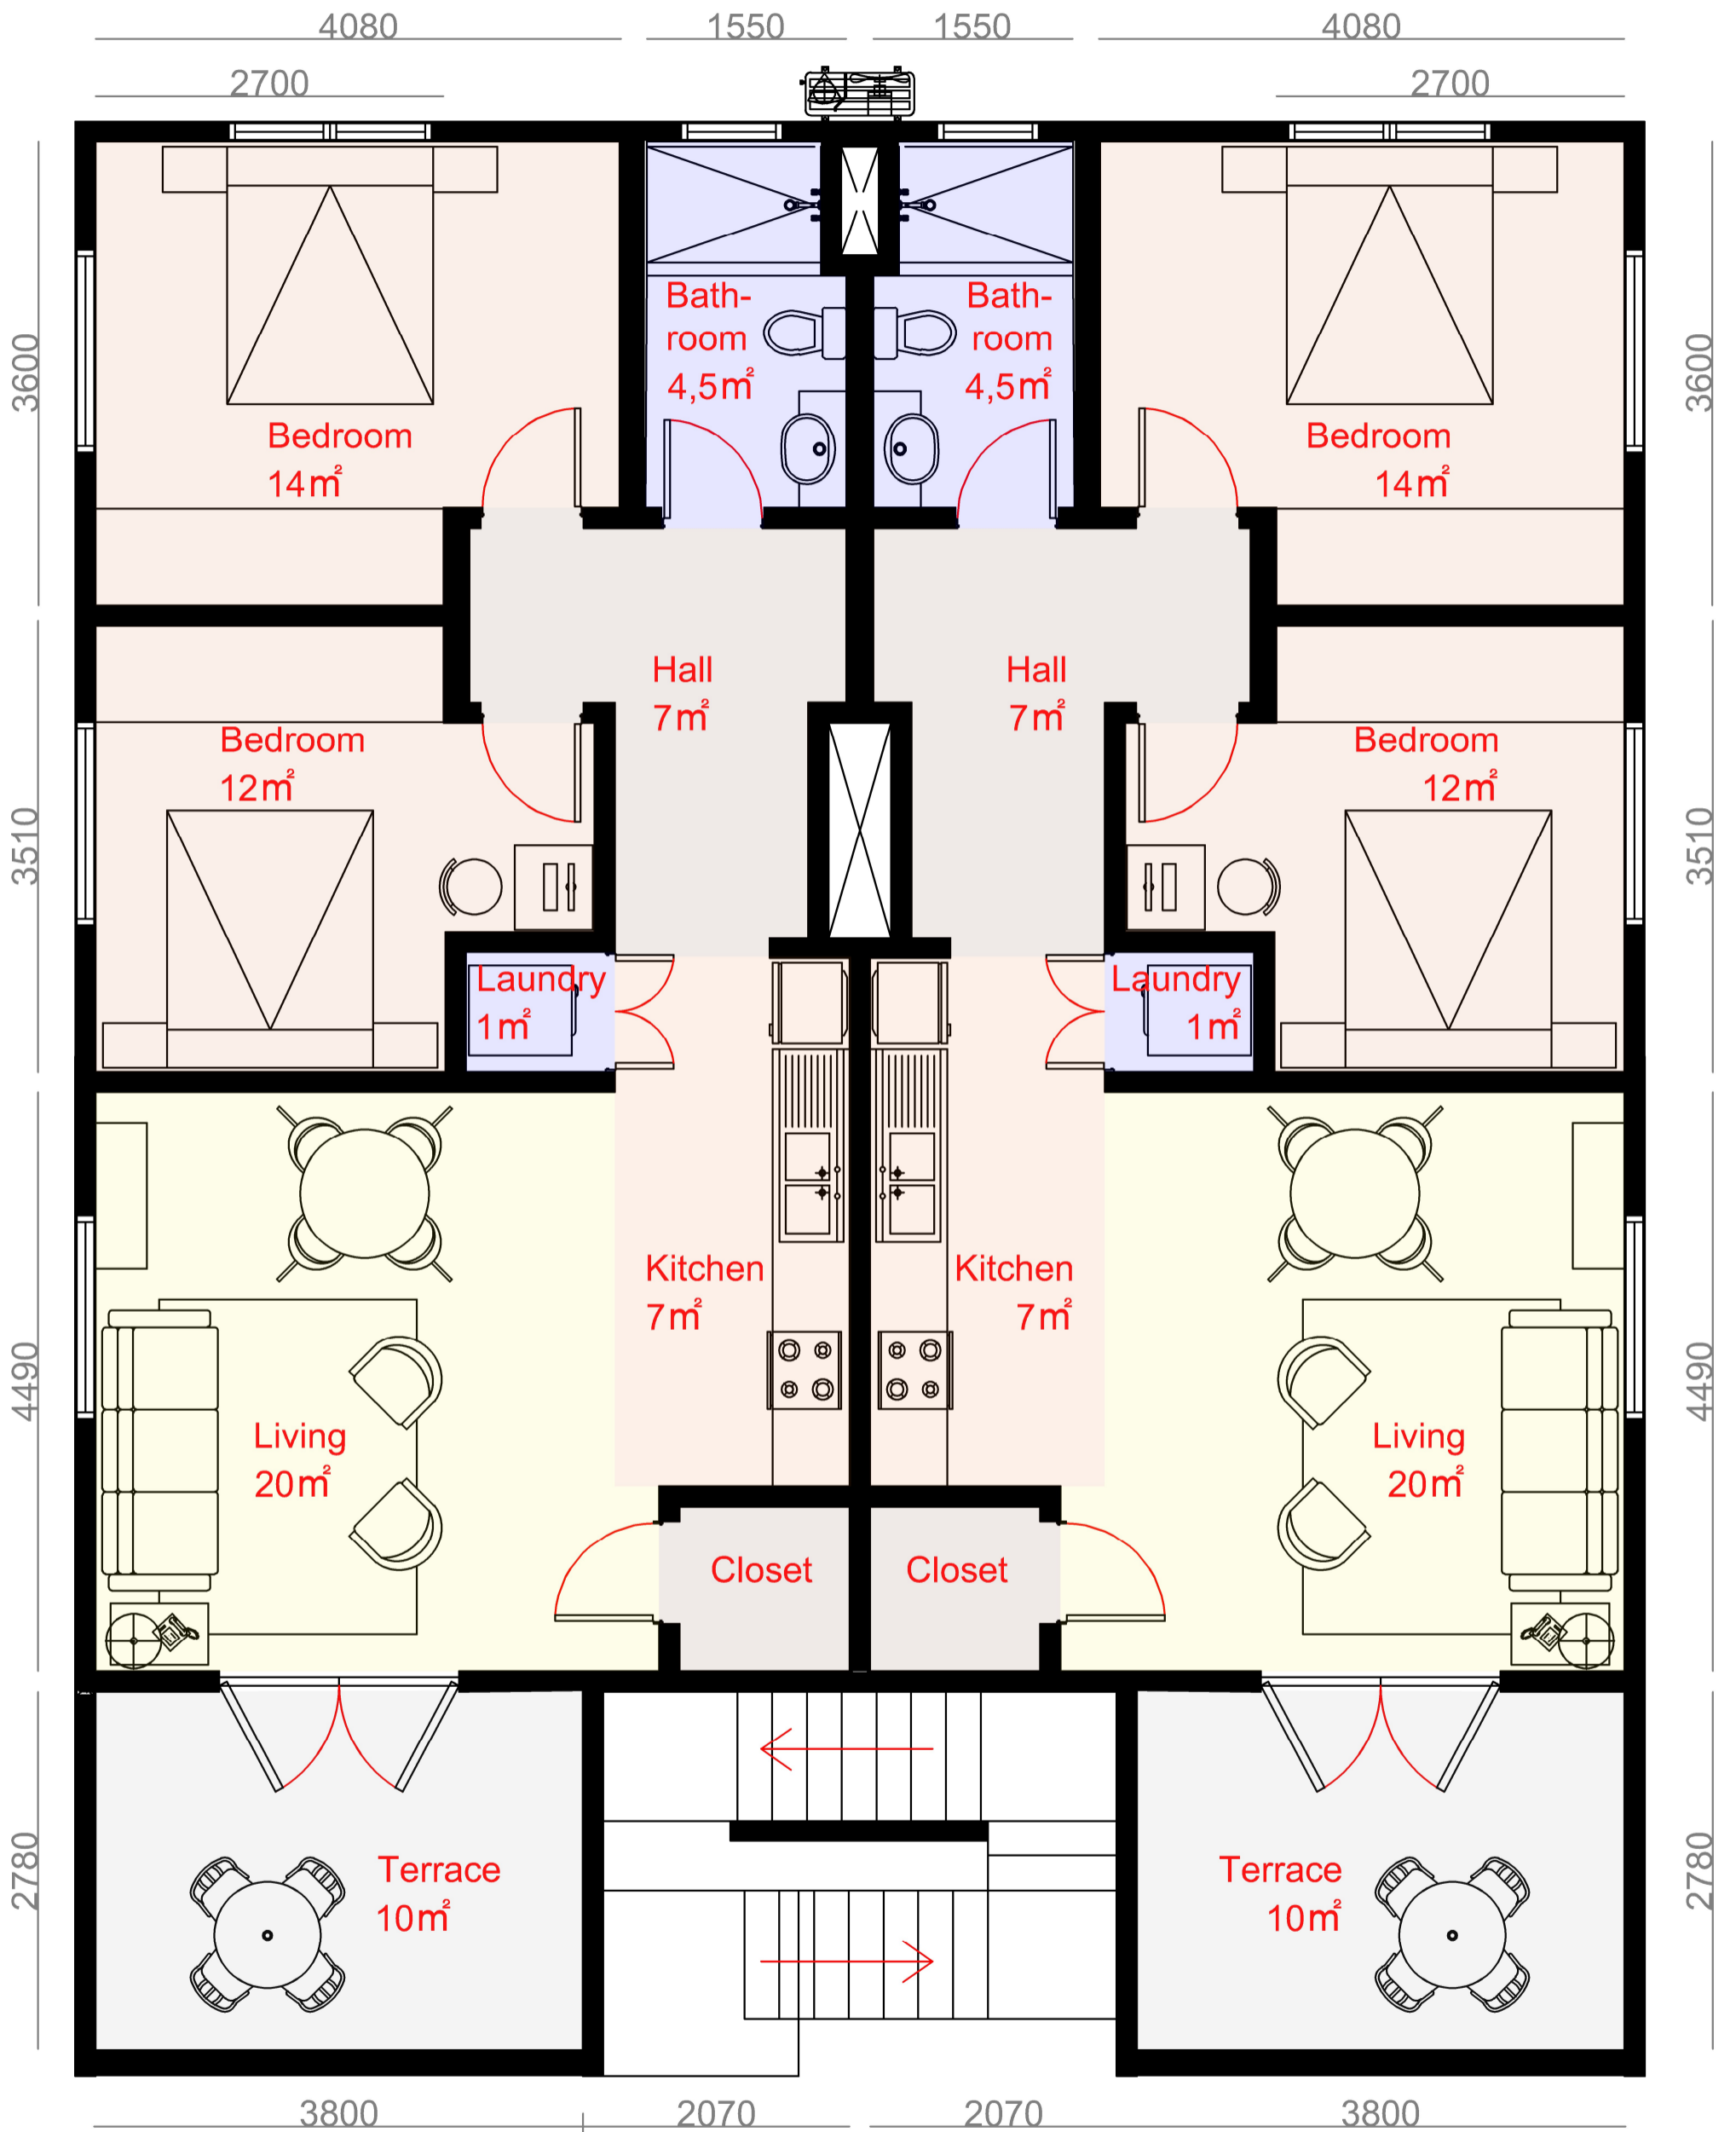 4080
1550
1550
4080
2700
2700
3600
3600
Bath-
room
4,5m²
Bath-
room
4,5m²
Bedroom
14m²
Bedroom
14m²
Hall
7m²
Hall
7m²
3510
3510
Bedroom
12m²
Bedroom
12m²
Laundry
1m²
Laundry
1m²
Kitchen
7m²
Kitchen
7m²
4490
4490
Living
20m²
Living
20m²
Closet
Closet
2780
2780
Terrace
10m²
Terrace
10m²
3800
2070
2070
3800